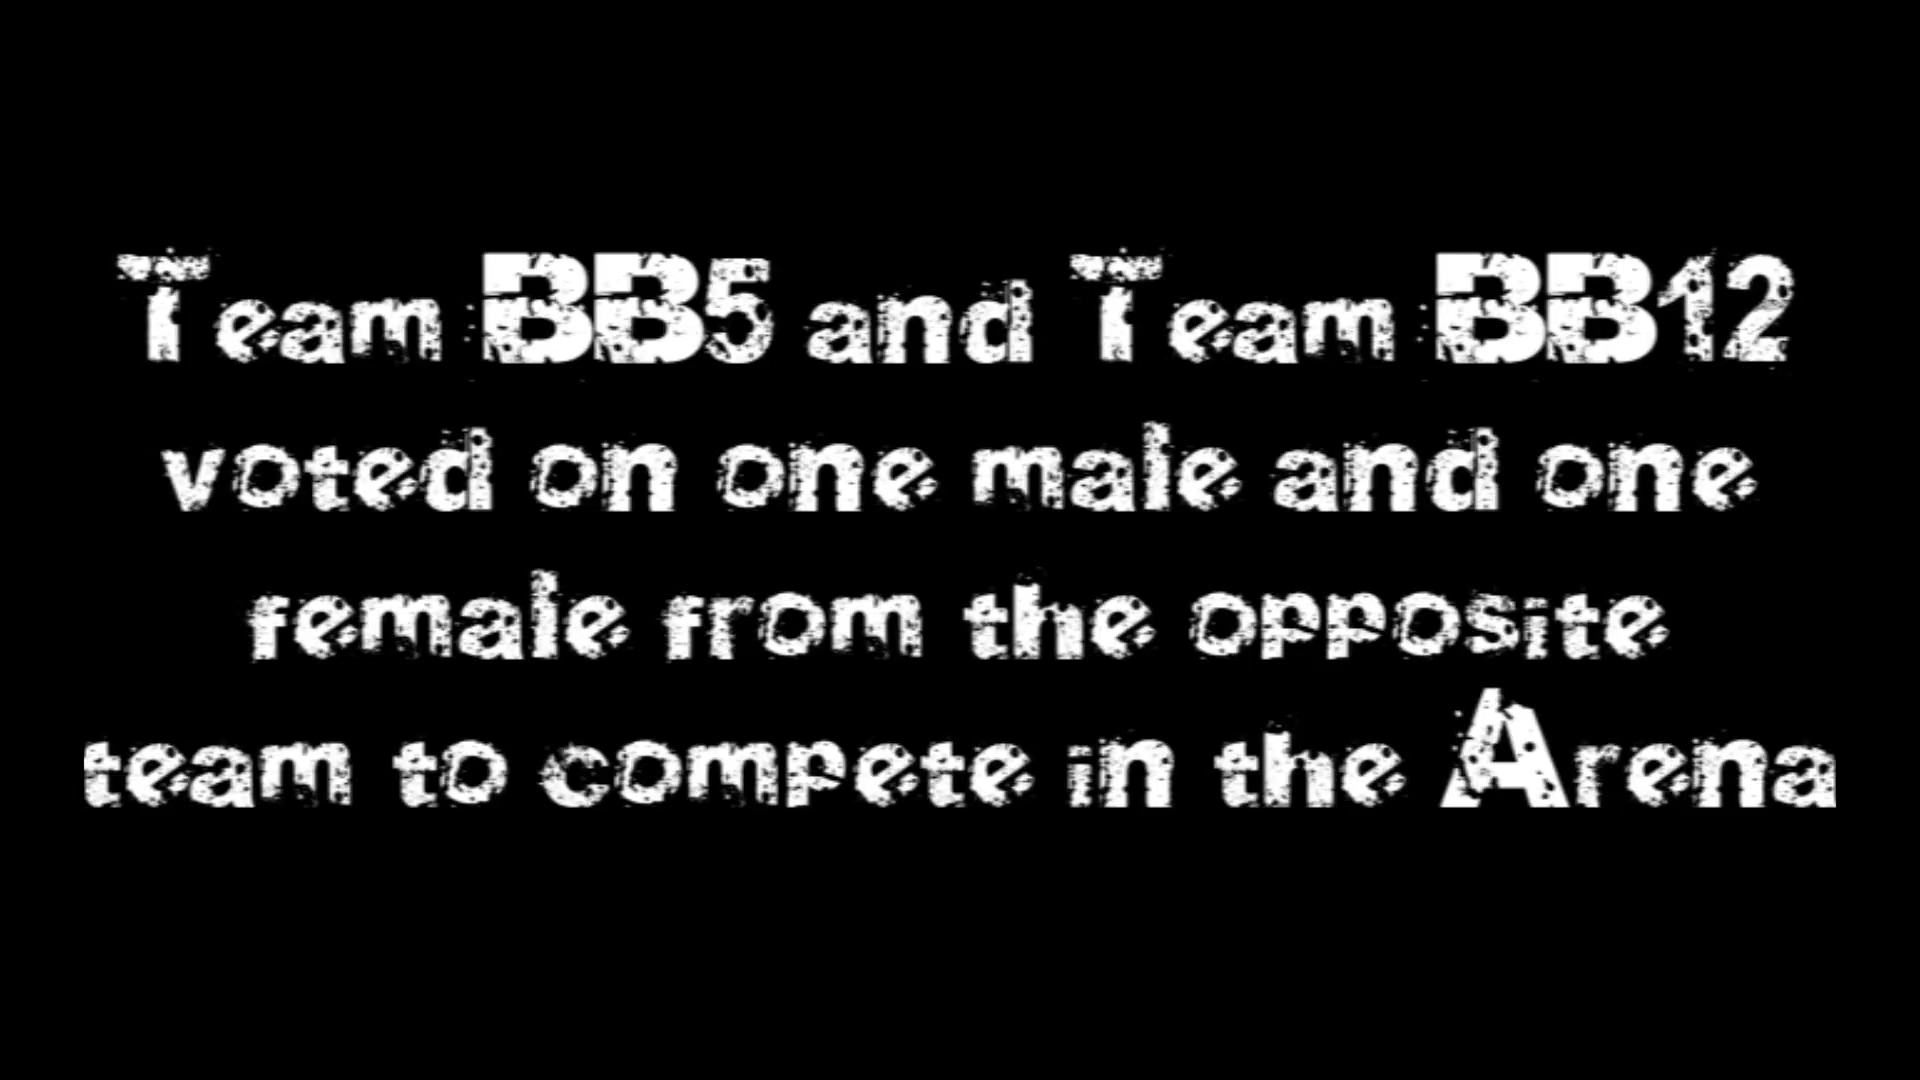 Team BB5 and Team BB12
voted on one male and one
female from the opposite
team to compete in the Arena